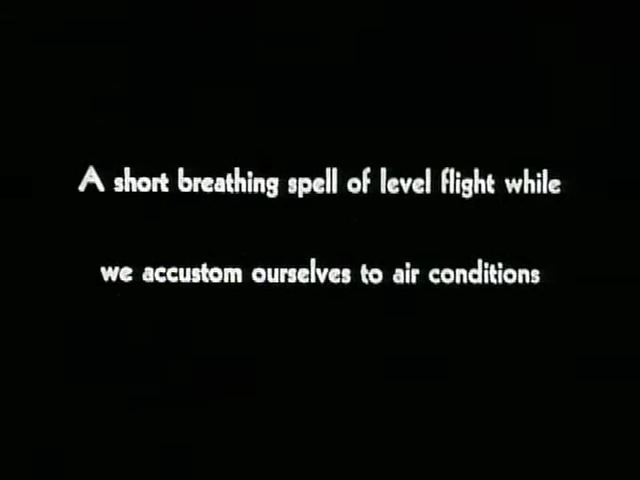 A short breathing spell of level flight while
we accustom ourselves to air conditions